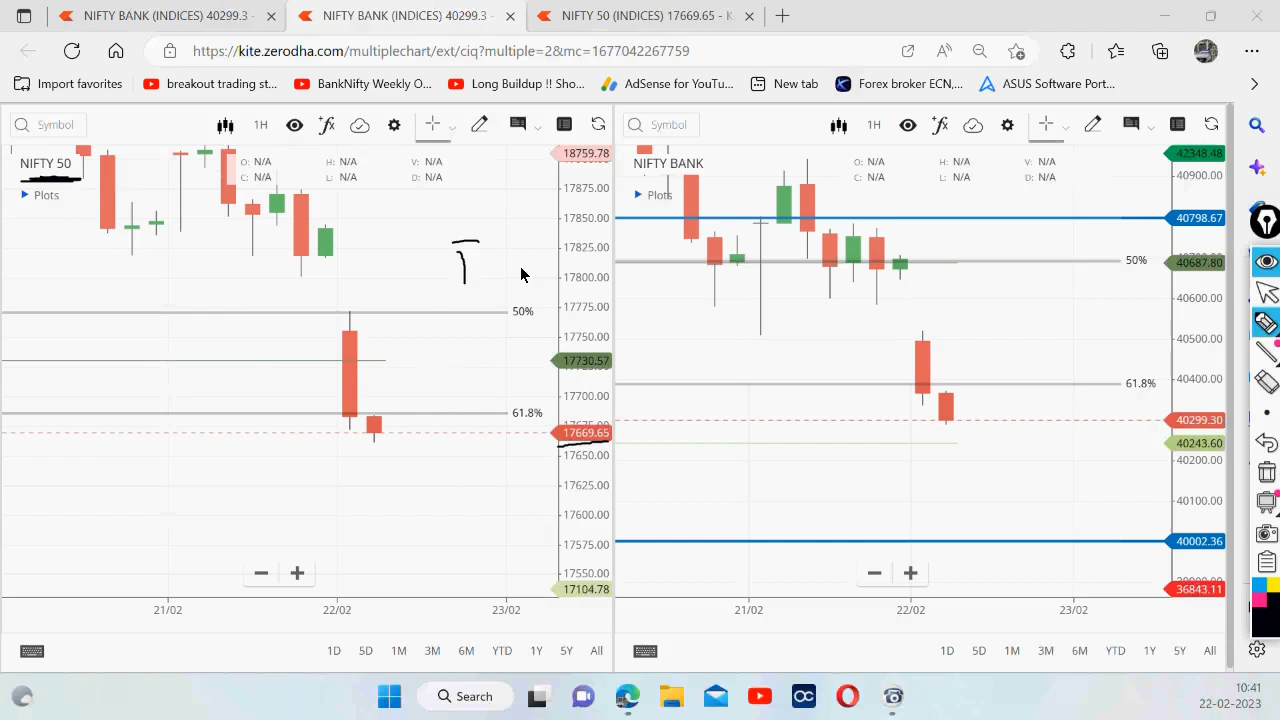 NIFTY BANK (INDICES) 40299.3 -
NIFTY BANK (INDICES) 40299.3 -
NIFTY 50 (INDICES) 17669.65 - K
https://kite.zerodha.com/multiplechart/ext/ciq?multiple=2&mc=1677042267759
Import favorites
breakout trading st...
BankNifty Weekly O...
Long Buildup !! Sho...
AdSense for YouTu...
New tab
Forex broker ECN,...
ASUS Software Port...
Symbol
1H
Symbol
1H
NIFTY 50
O: N/A H: N/A V: N/A
C: N/A L: N/A D: N/A
Plots
18759.78
17875.00
17850.00
17825.00
17800.00
50%
17775.00
17750.00
17730.57
17700.00
61.8%
17669.65
17650.00
17625.00
17600.00
17575.00
17550.00
17104.78
21/02 22/02 23/02
1D 5D 1M 3M 6M YTD 1Y 5Y All
NIFTY BANK
O: N/A H: N/A V: N/A
C: N/A L: N/A D: N/A
Plots
42348.48
40900.00
40798.67
50%
40687.80
40600.00
40500.00
40400.00
61.8%
40299.30
40243.60
40200.00
40100.00
40002.36
36843.11
21/02 22/02 23/02
1D 5D 1M 3M 6M YTD 1Y 5Y All
Search
10:41
22-02-2023